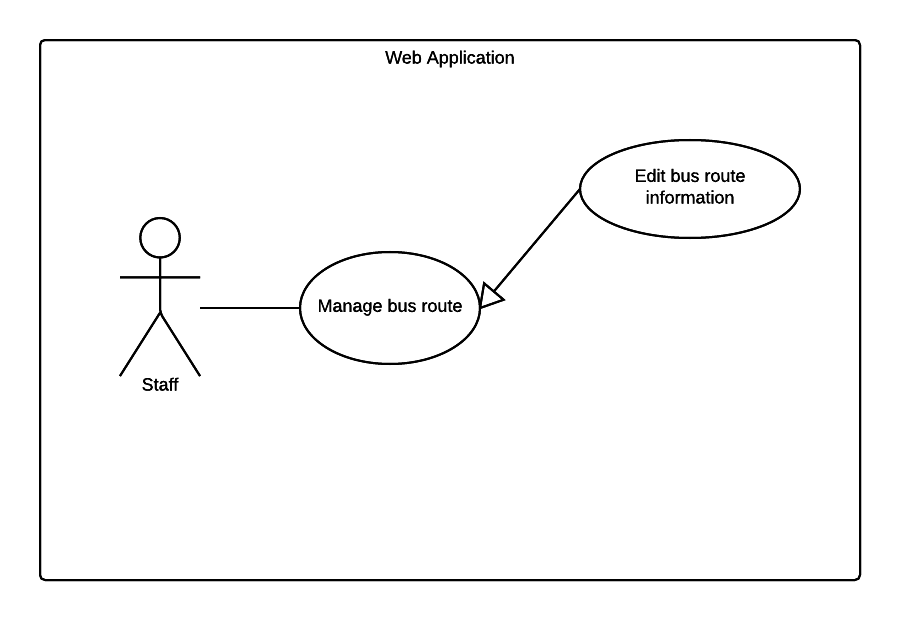 Web Application
Edit bus route
information
Manage bus route
Staff